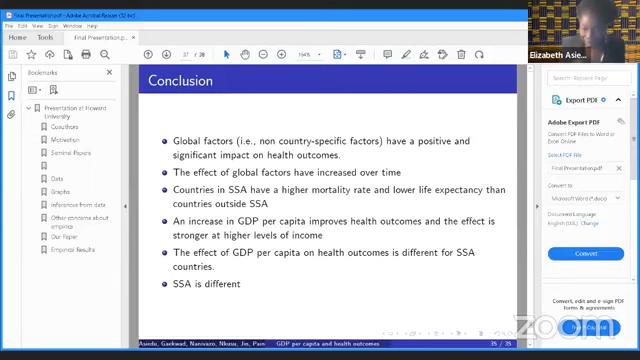 Final Presentation.pdf - Adobe Acrobat Reader (32-bit)
File Edit View Sign Window Help
Home
Tools
Final Presentation.p...
37 / 38
164%
Elizabeth Asie...
Bookmarks
Presentation at Howard
University
Coauthors
Motivation
Seminal Papers
Data
Graphs
Inferences from data
Other concerns about
empirics
Our Paper
Empirical Results
Conclusion
Global factors (i.e., non country-specific factors) have a positive and
significant impact on health outcomes.
The effect of global factors have increased over time
Countries in SSA have a higher mortality rate and lower life expectancy than
countries outside SSA
An increase in GDP per capita improves health outcomes and the effect is
stronger at higher levels of income
The effect of GDP per capita on health outcomes is different for SSA
countries.
SSA is different
Asiedu, Gaekwad, Nanivazo, Nkusu, Jin, Pain
GDP per capita and health outcomes
35 / 35
Export PDF
Adobe Export PDF
Convert PDF Files to Word
or Excel Online
Select PDF File
Final Presentation.pdf
Convert to
Microsoft Word (*.docx)
Document Language:
English (U.S.) Change
Convert
Convert, edit and e-sign PDF
forms & agreements
zoom